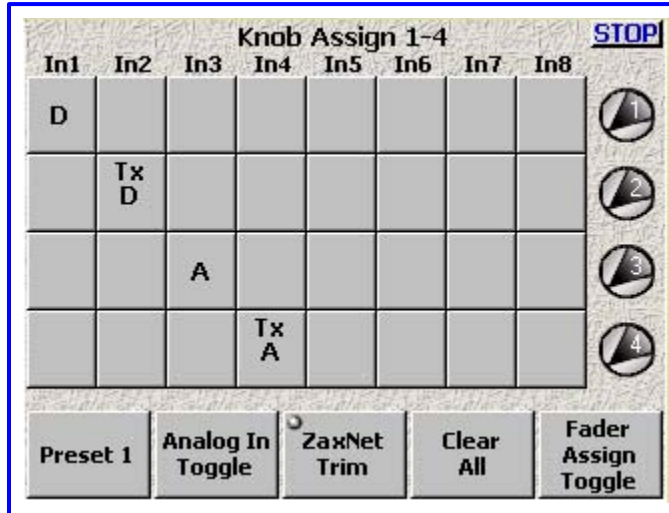 Knob Assign 1-4
STOP
In1 In2 In3 In4 In5 In6 In7 In8
D
1
Tx
D
2
A
3
Tx
A
4
Preset 1
Analog In
Toggle
ZaxNet
Trim
Clear
All
Fader
Assign
Toggle